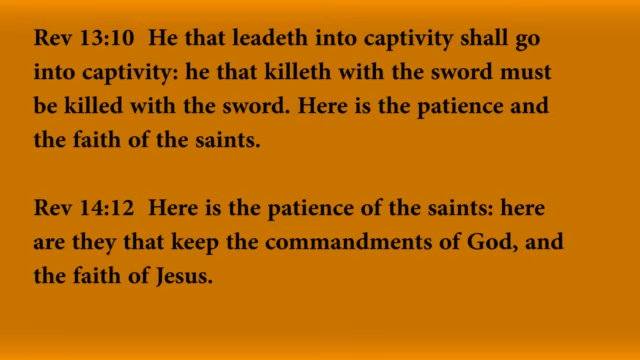 Rev 13:10  He that leadeth into captivity shall go
into captivity: he that killeth with the sword must
be killed with the sword. Here is the patience and
the faith of the saints.
Rev 14:12  Here is the patience of the saints: here
are they that keep the commandments of God, and
the faith of Jesus.